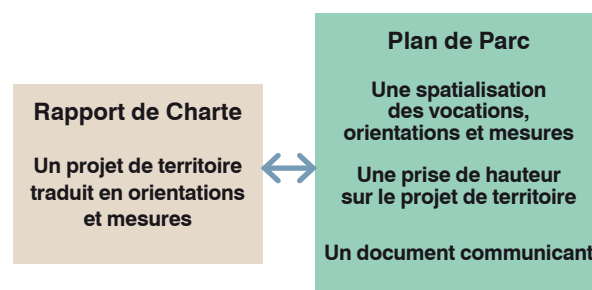 Rapport de Charte
Un projet de territoire
traduit en orientations
et mesures
Plan de Parc
Une spatialisation
des vocations,
orientations et mesures
Une prise de hauteur
sur le projet de territoire
Un document communicant